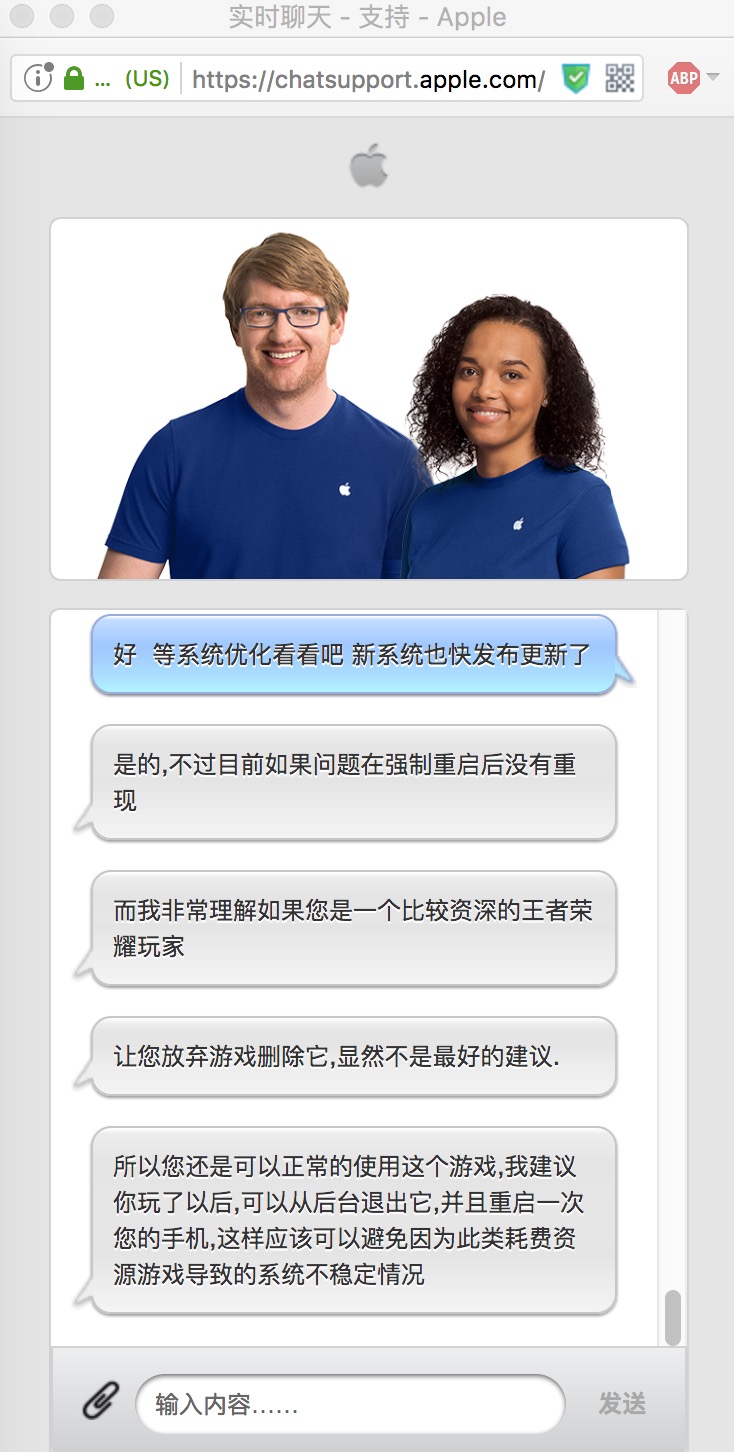 实时聊天 - 支持 - Apple
... (US) https://chatsupport.apple.com/ ABP
好 等系统优化看看吧 新系统也快发布更新了
是的,不过目前如果问题在强制重启后没有重
现
而我非常理解如果您是一个比较资深的王者荣
耀玩家
让您放弃游戏删除它,显然不是最好的建议.
所以您还是可以正常的使用这个游戏,我建议
你玩了以后,可以从后台退出它,并且重启一次
您的手机,这样应该可以避免因为此类耗费资
源游戏导致的系统不稳定情况
输入内容…… 发送